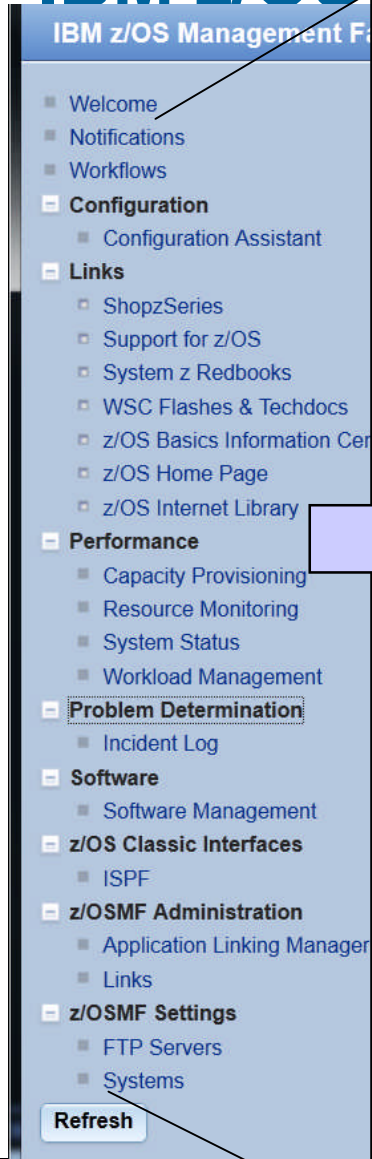 IBM z/OS Management
Welcome
Notifications
Workflows
Configuration
Configuration Assistant
Links
ShopzSeries
Support for z/OS
System z Redbooks
WSC Flashes & Techdocs
z/OS Basics Information
z/OS Home Page
z/OS Internet Library
Performance
Capacity Provisioning
Resource Monitoring
System Status
Workload Management
Problem Determination
Incident Log
Software
Software Management
z/OS Classic Interfaces
ISPF
z/OSMF Administration
Application Linking Manager
Links
z/OSMF Settings
FTP Servers
Systems
Refresh